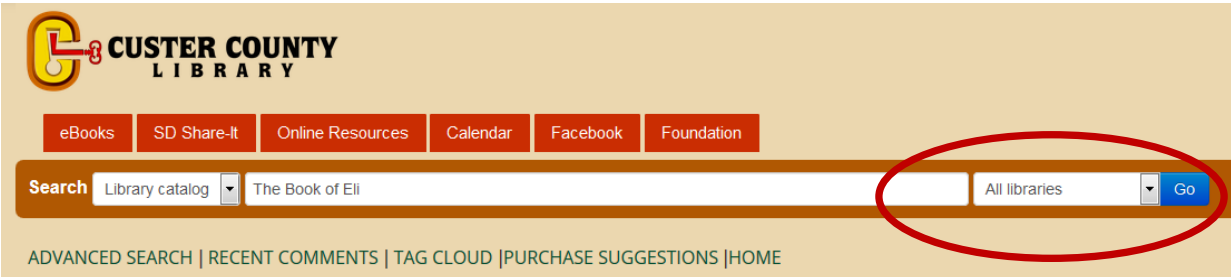 CUSTER COUNTY
LIBRARY
eBooks SD Share-It Online Resources Calendar Facebook Foundation
Search Library catalog The Book of Eli All libraries Go
ADVANCED SEARCH | RECENT COMMENTS | TAG CLOUD |PURCHASE SUGGESTIONS |HOME